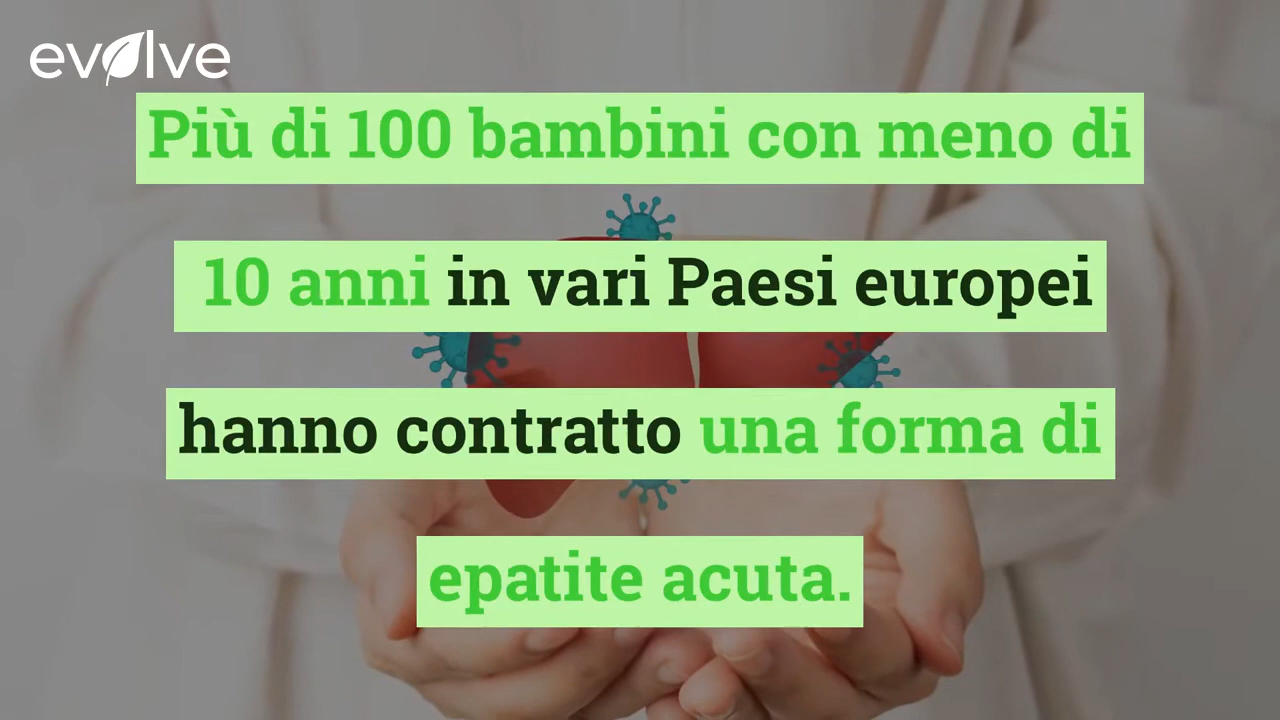 evolve
Più di 100 bambini con meno di
10 anni in vari Paesi europei
hanno contratto una forma di
epatite acuta.